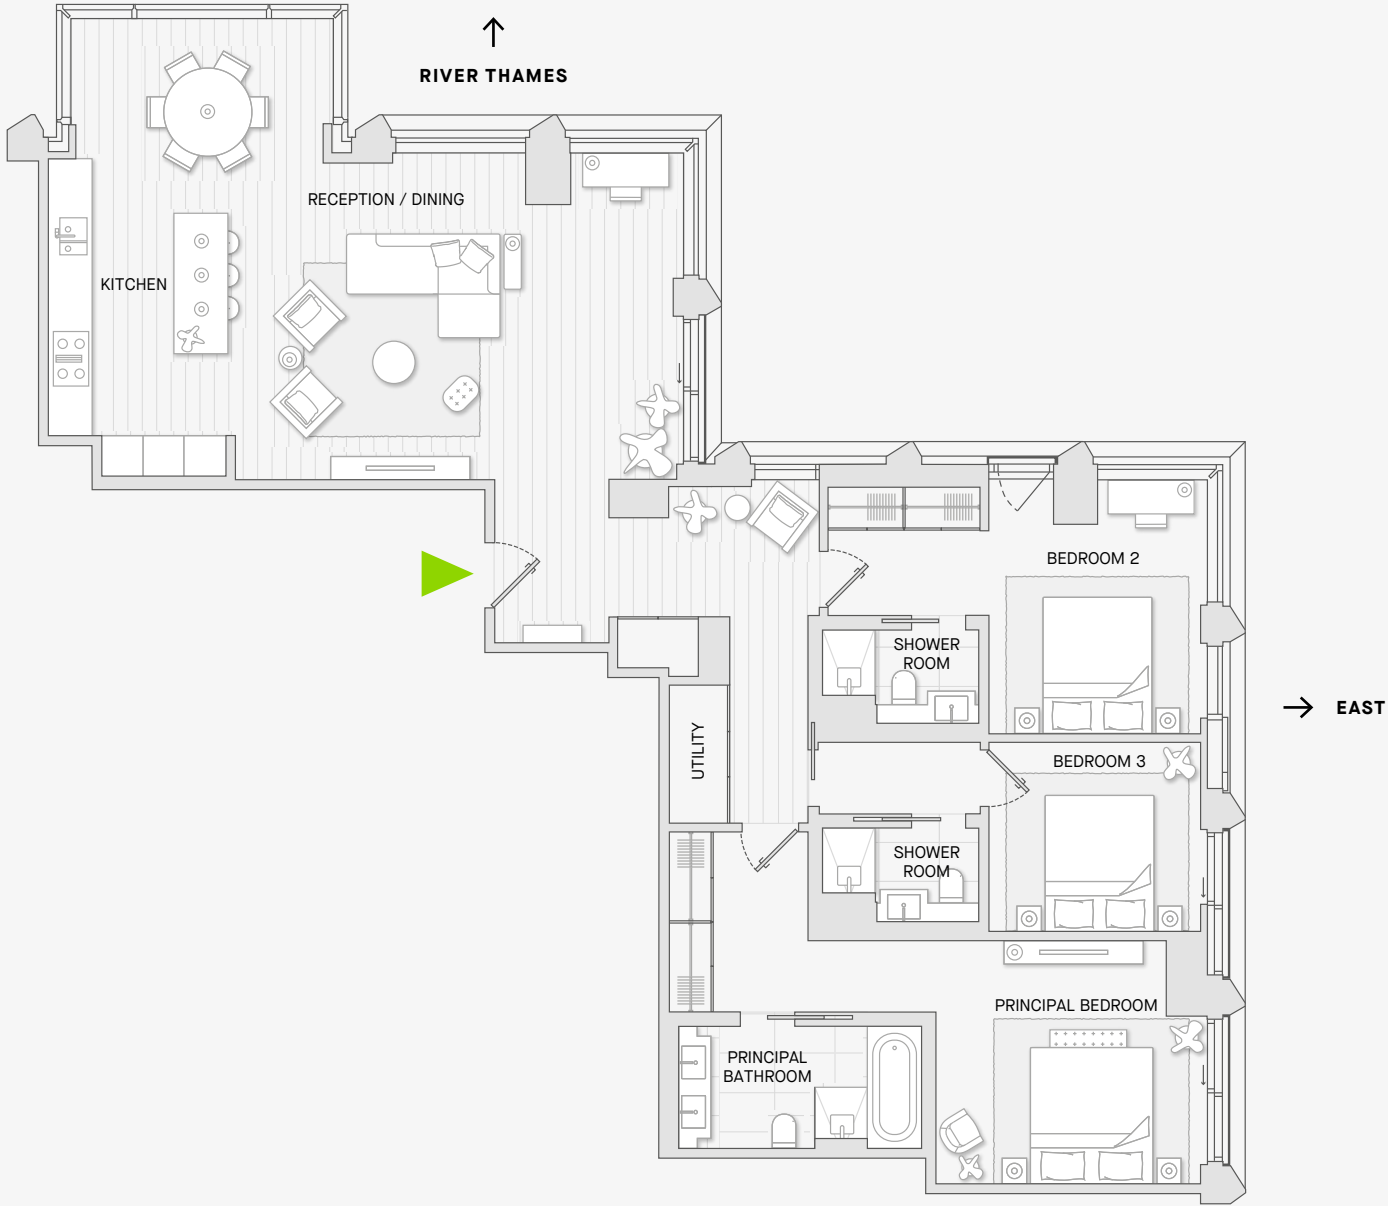 RIVER THAMES
RECEPTION / DINING
KITCHEN
BEDROOM 2
SHOWER
ROOM
EAST
UTILITY
BEDROOM 3
SHOWER
ROOM
PRINCIPAL BEDROOM
PRINCIPAL
BATHROOM